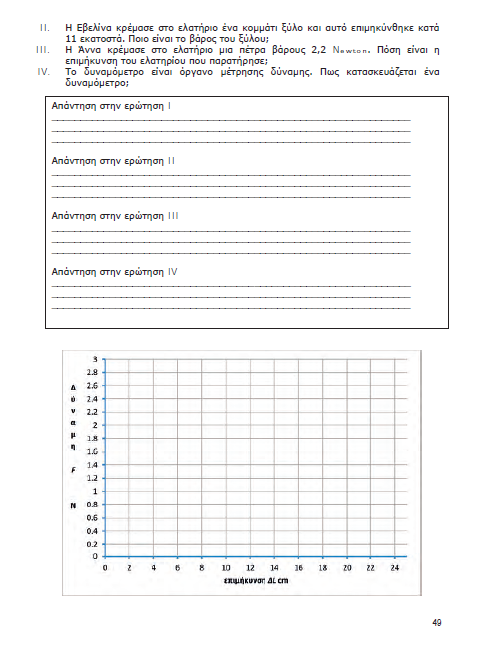 II. Η Εβελίνα κρέμασε στο ελατήριο ένα κομμάτι ξύλο και αυτό επιμηκύνθηκε κατά
11 εκατοστά. Ποιο είναι το βάρος του ξύλου;
III. Η Άννα κρέμασε στο ελατήριο μια πέτρα βάρους 2,2 Newton. Πόση είναι η
επιμήκυνση του ελατηρίου που παρατήρησε;
IV. Το δυναμόμετρο είναι όργανο μέτρησης δύναμης. Πως κατασκευάζεται ένα
δυναμόμετρο;
Απάντηση στην ερώτηση I
Απάντηση στην ερώτηση II
Απάντηση στην ερώτηση III
Απάντηση στην ερώτηση IV
Δύναμη F N
3
2.8
2.6
2.4
2.2
2
1.8
1.6
1.4
1.2
1
0.8
0.6
0.4
0.2
0
0 2 4 6 8 10 12 14 16 18 20 22 24
επιμήκυνση ΔL cm
49